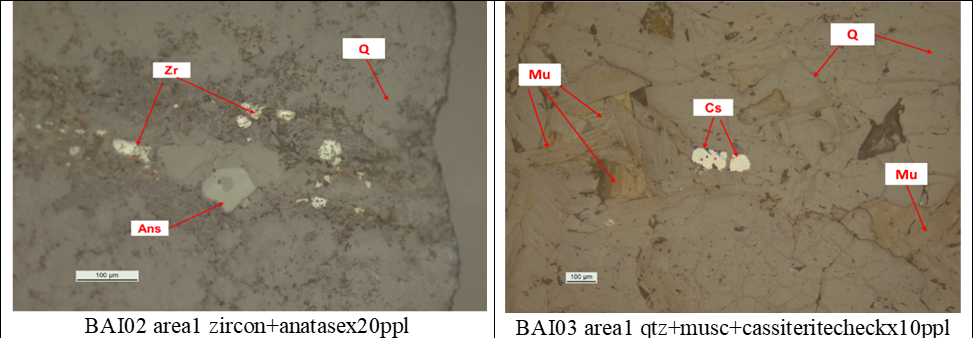 Q
Zr
Ans
100 µm
BAI02 area1 zircon+anatasex20ppl
Q
Mu
Cs
Mu
100 µm
BAI03 area1 qtz+musc+cassiteritecheckx10ppl